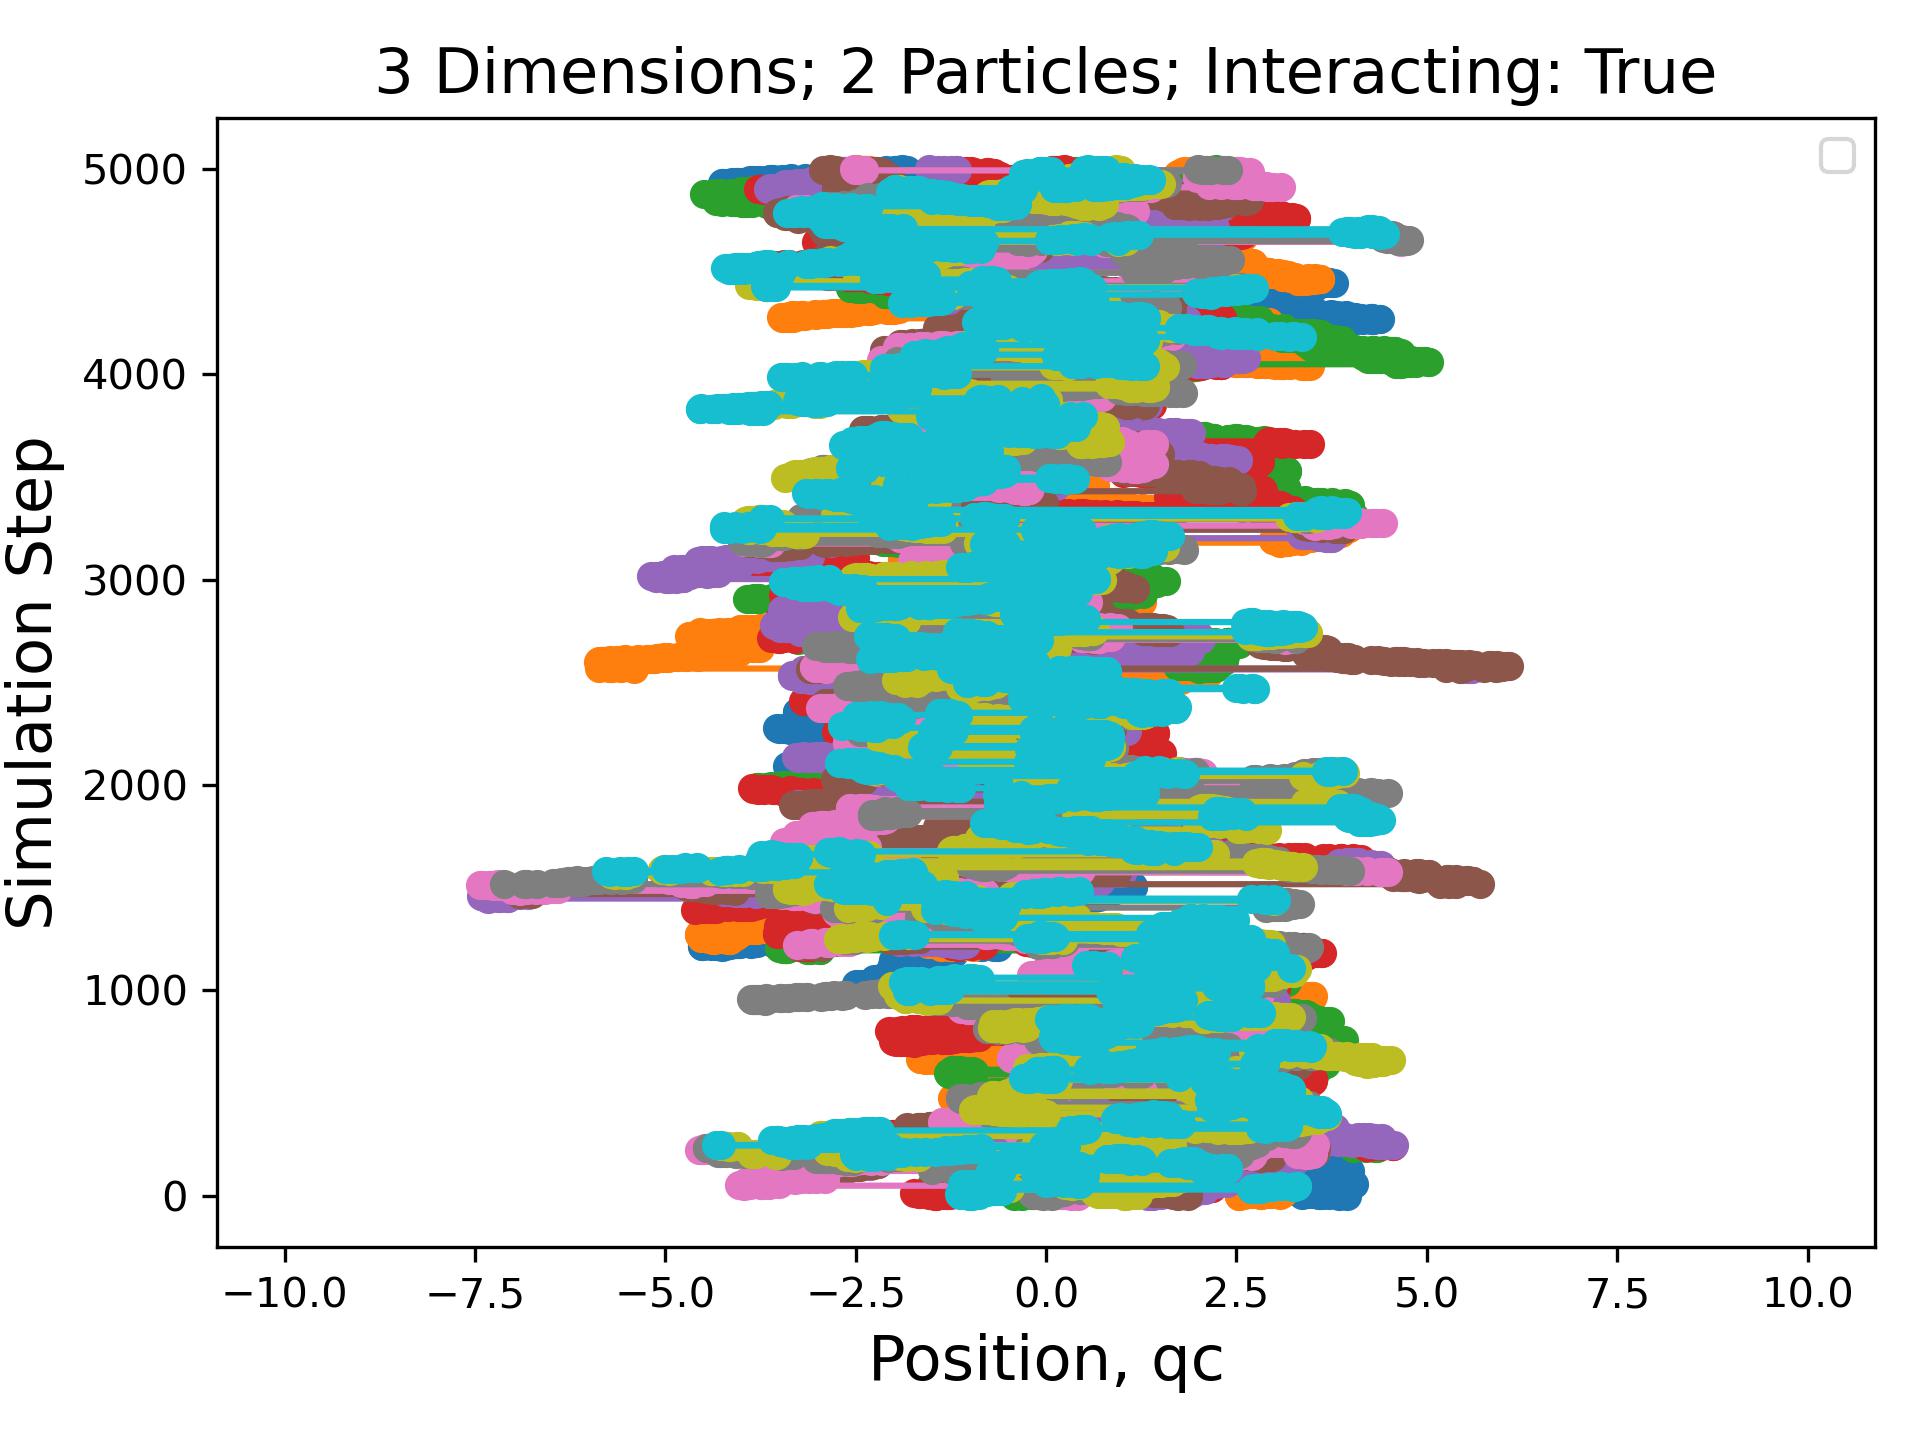 3 Dimensions; 2 Particles; Interacting: True
Simulation Step
5000
4000
3000
2000
1000
0
−10.0 −7.5 −5.0 −2.5 0.0 2.5 5.0 7.5 10.0
Position, qc